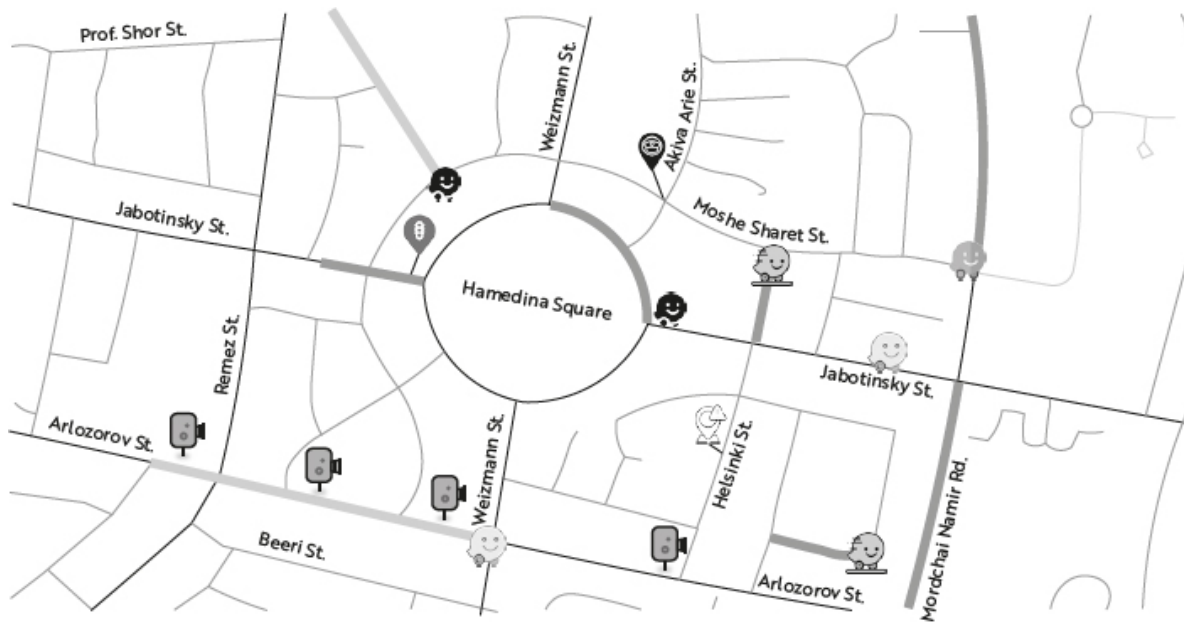 Prof. Shor St.
Weizmann St.
Akiva Arie St.
Jabotinsky St.
Moshe Sharet St.
Hamedina Square
Remez St.
Jabotinsky St.
Arlozorov St.
Weizmann St.
Helsinki St.
Mordchai Namir Rd.
Beeri St.
Arlozorov St.